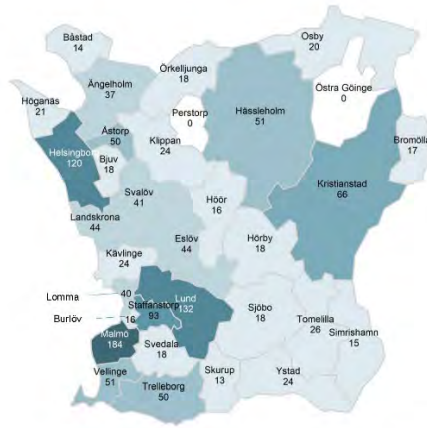 Båstad
14
Osby
20
Örkelljunga
18
Ängelholm
37
Östra Göinge
0
Höganäs
21
Perstorp
0
Hässleholm
51
Åstorp
50
Klippan
24
Bromölla
17
Helsingbo
120
Bjuv
18
Kristianstad
66
Svalöv
41
Höör
16
Landskrona
44
Eslöv
44
Hörby
18
Kävlinge
24
Lomma
40
Staffanstorp
93
Lund
132
Burlöv
16
Sjöbo
18
Tomelilla
26
Simrishamn
15
Malmö
184
Svedala
18
Vellinge
51
Trelleborg
50
Skurup
13
Ystad
24